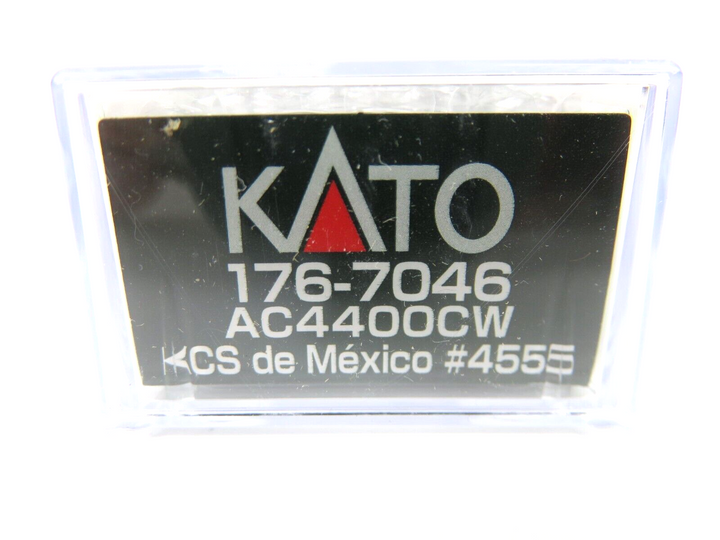 KATO
176-7046
AC4400CW
KCS de México #4555